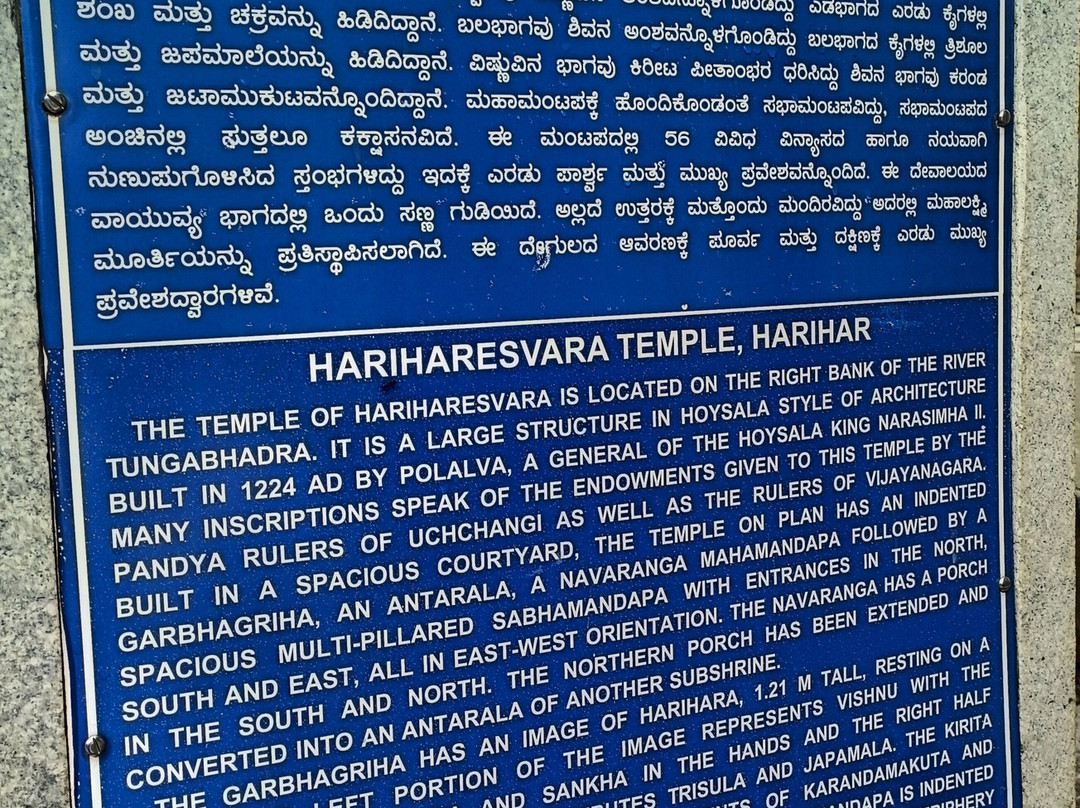 ಶಂಖ ಮತ್ತು ಚಕ್ರವನ್ನು ಹಿಡಿದಿದ್ದಾನೆ. ಬಲಭಾಗವು ಶಿವನ ಅಂಶವನ್ನೊಳಗೊಂಡಿದ್ದು ಬಲಭಾಗದ ಕೈಗಳಲ್ಲಿ ತ್ರಿಶೂಲ
ಮತ್ತು ಜಪಮಾಲೆಯನ್ನು ಹಿಡಿದಿದ್ದಾನೆ. ವಿಷ್ಣುವಿನ ಭಾಗವು ಕಿರೀಟ ಪೀತಾಂಭರ ಧರಿಸಿದ್ದು ಶಿವನ ಭಾಗವು ಕರಂಡ
ಮತ್ತು ಜಟಾಮುಕುಟವನ್ನೊಂದಿದ್ದಾನೆ. ಮಹಾಮಂಟಪಕ್ಕೆ ಹೊಂದಿಕೊಂಡಂತೆ ಸಭಾಮಂಟಪವಿದ್ದು, ಸಭಾಮಂಟಪದ
ಅಂಚಿನಲ್ಲಿ ಸುತ್ತಲೂ ಕಕ್ಷಾಸನವಿದೆ. ಈ ಮಂಟಪದಲ್ಲಿ 56 ವಿವಿಧ ವಿನ್ಯಾಸದ ಹಾಗೂ ನಯವಾಗಿ
ನುಣುಪುಗೊಳಿಸಿದ ಸ್ತಂಭಗಳಿದ್ದು ಇದಕ್ಕೆ ಎರಡು ಪಾರ್ಶ್ವ ಮತ್ತು ಮುಖ್ಯ ಪ್ರವೇಶವನ್ನೊಂದಿದೆ. ಈ ದೇವಾಲಯದ
ವಾಯುವ್ಯ ಭಾಗದಲ್ಲಿ ಒಂದು ಸಣ್ಣ ಗುಡಿಯಿದೆ. ಅಲ್ಲದೆ ಉತ್ತರಕ್ಕೆ ಮತ್ತೊಂದು ಮಂದಿರವಿದ್ದು ಅದರಲ್ಲಿ ಮಹಾಲಕ್ಷ್ಮಿ
ಮೂರ್ತಿಯನ್ನು ಪ್ರತಿಸ್ಥಾಪಿಸಲಾಗಿದೆ. ಈ ದೇಗುಲದ ಆವರಣಕ್ಕೆ ಪೂರ್ವ ಮತ್ತು ದಕ್ಷಿಣಕ್ಕೆ ಎರಡು ಮುಖ್ಯ
ಪ್ರವೇಶದ್ವಾರಗಳಿವೆ.
HARIHARESVARA TEMPLE, HARIHAR
THE TEMPLE OF HARIHARESVARA IS LOCATED ON THE RIGHT BANK OF THE RIVER
TUNGABHADRA. IT IS A LARGE STRUCTURE IN HOYSALA STYLE OF ARCHITECTURE
BUILT IN 1224 AD BY POLALVA, A GENERAL OF THE HOYSALA KING NARASIMHA II.
MANY INSCRIPTIONS SPEAK OF THE ENDOWMENTS GIVEN TO THIS TEMPLE BY THE
PANDYA RULERS OF UCHCHANGI AS WELL AS THE RULERS OF VIJAYANAGARA.
BUILT IN A SPACIOUS COURTYARD, THE TEMPLE ON PLAN HAS AN INDENTED
GARBHAGRIHA, AN ANTARALA, A NAVARANGA MAHAMANDAPA FOLLOWED BY A
SPACIOUS MULTI-PILLARED SABHAMANDAPA WITH ENTRANCES IN THE NORTH,
SOUTH AND EAST, ALL IN EAST-WEST ORIENTATION. THE NAVARANGA HAS A PORCH
IN THE SOUTH AND NORTH. THE NORTHERN PORCH HAS BEEN EXTENDED AND
CONVERTED INTO AN ANTARALA OF ANOTHER SUBSHRINE.
THE GARBHAGRIHA HAS AN IMAGE OF HARIHARA, 1.21 M TALL, RESTING ON A
LEFT PORTION OF THE IMAGE REPRESENTS VISHNU WITH THE
AND SANKHA IN THE HANDS AND THE RIGHT HALF
TRISULA AND JAPAMALA. THE KIRITA
OF KARANDAMAKUTA AND
IS INDENTED